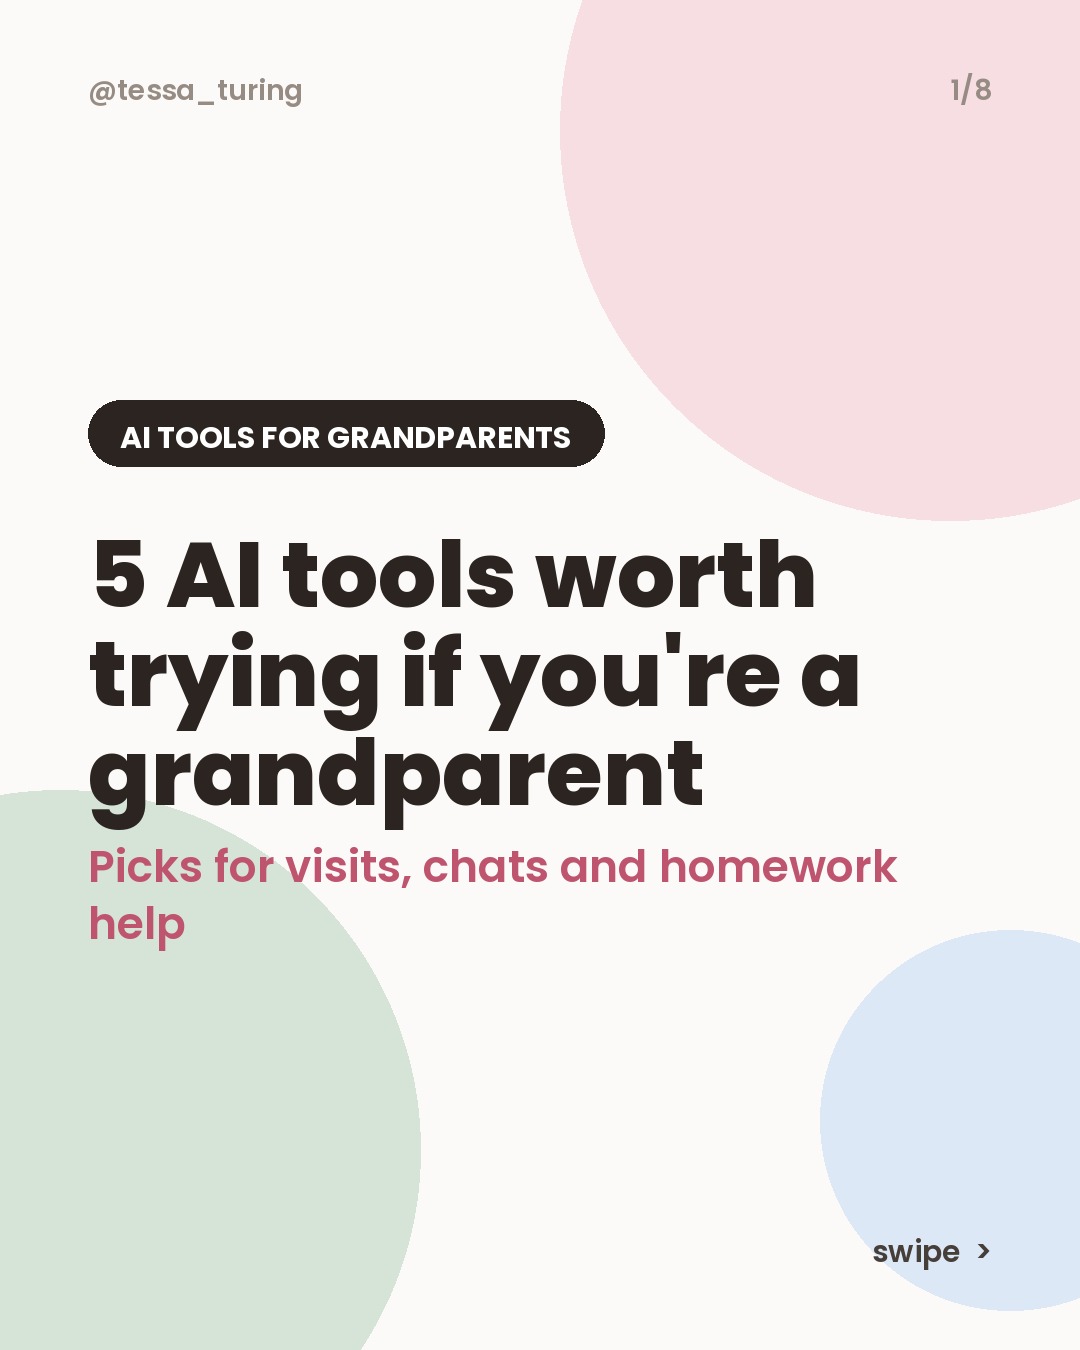 @tessa_turing
1/8
AI TOOLS FOR GRANDPARENTS
5 AI tools worth
trying if you're a
grandparent
Picks for visits, chats and homework
help
swipe >